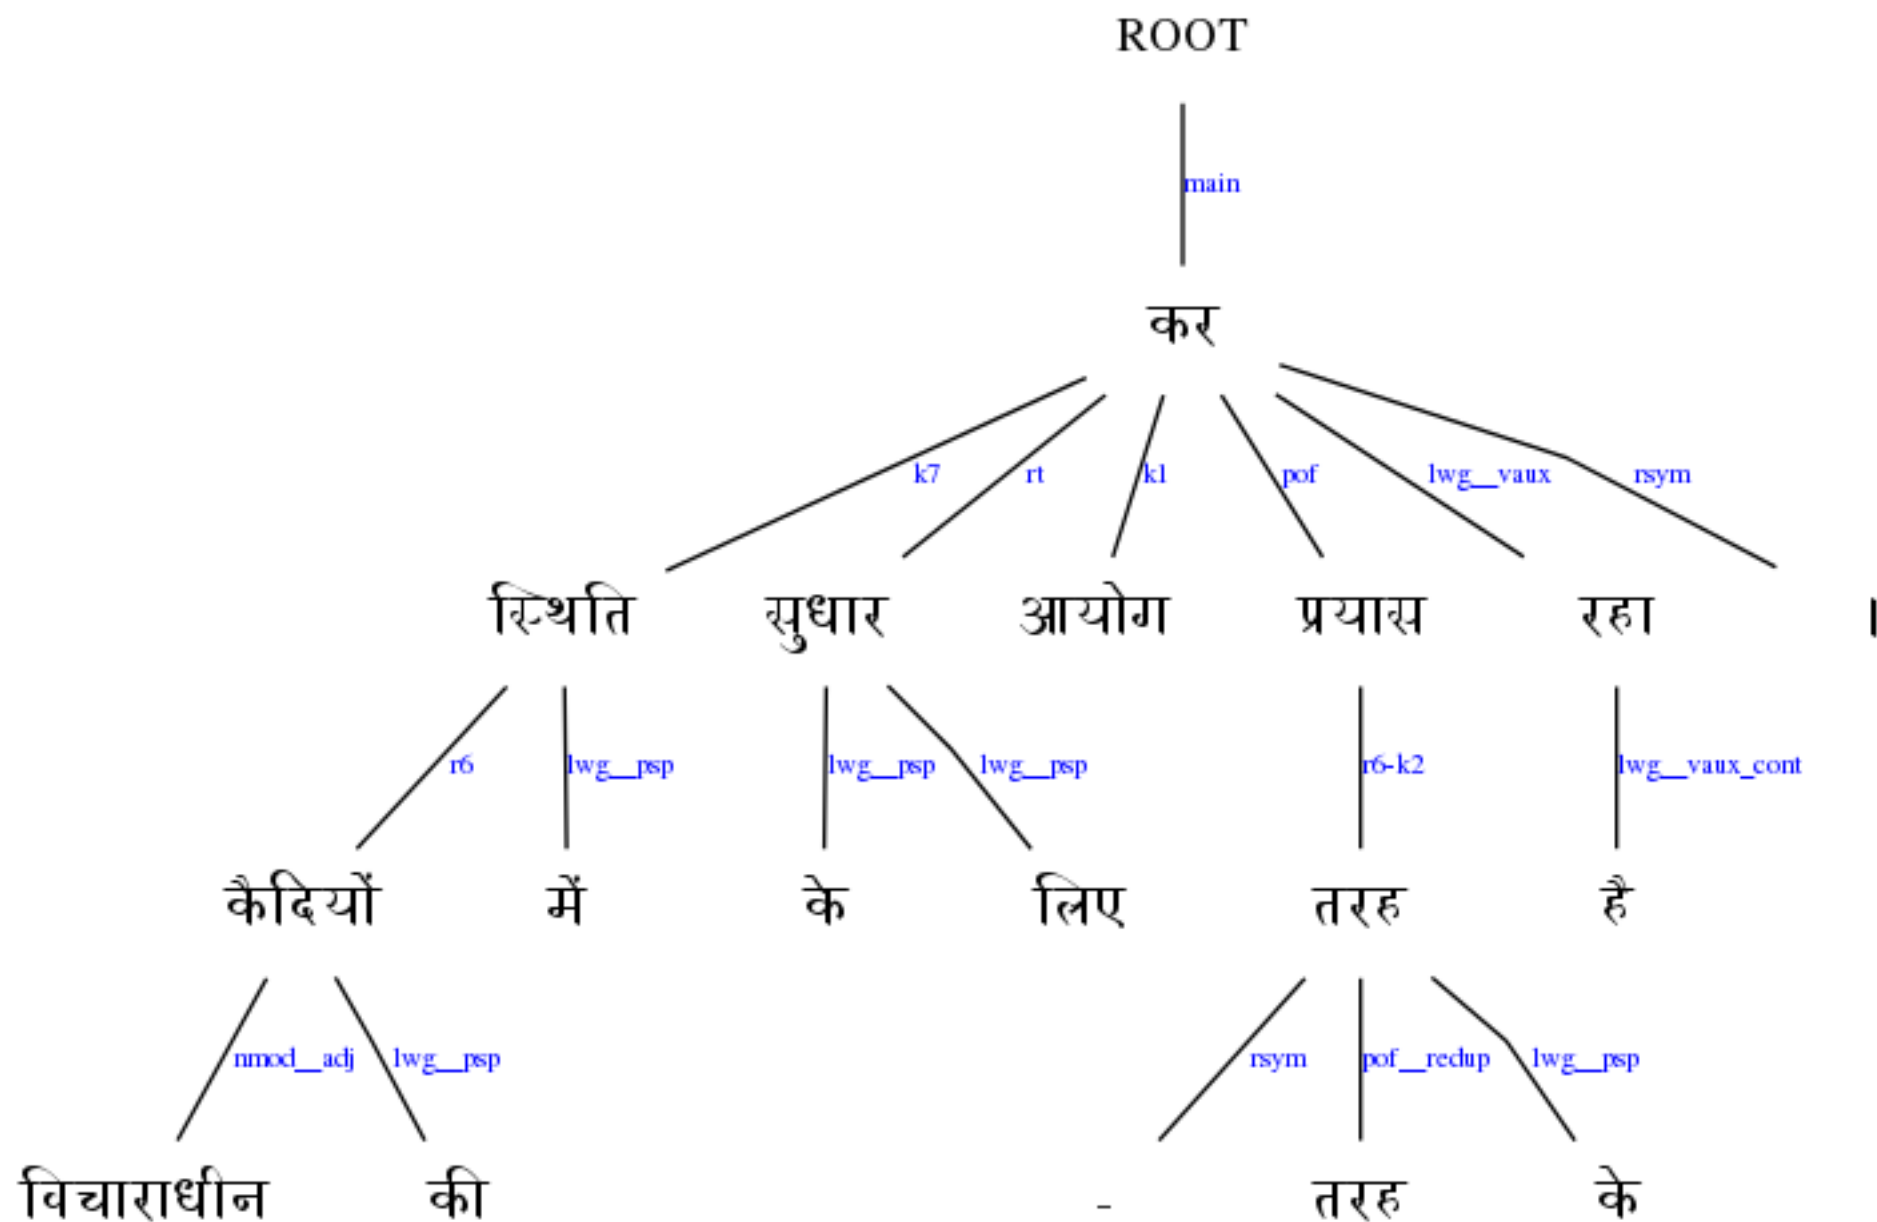 ROOT
main
कर
k7 rt k1 pof lwg__vaux rsym
स्थिति सुधार आयोग प्रयास रहा ।
r6 lwg__psp lwg__psp lwg__psp r6-k2 lwg__vaux_cont
कैदियों में के लिए तरह है
nmod__adj lwg__psp rsym pof__redup lwg__psp
विचाराधीन की - तरह के